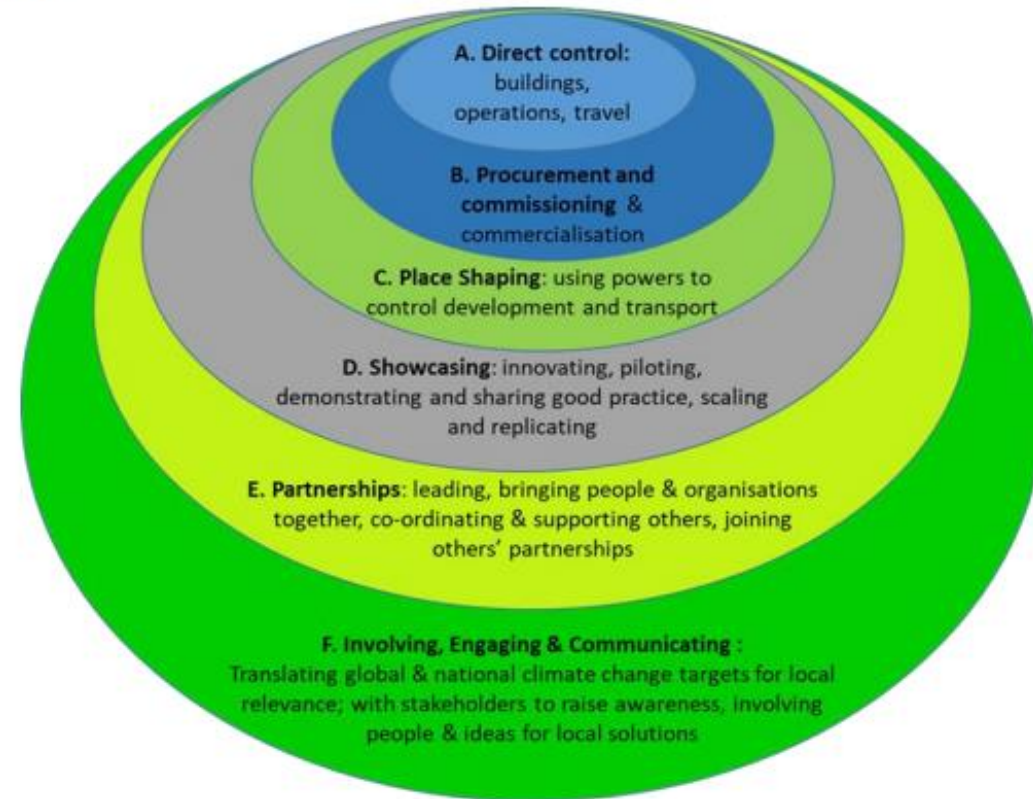 A. Direct control:
buildings,
operations, travel
B. Procurement and
commissioning &
commercialisation
C. Place Shaping: using powers to
control development and transport
D. Showcasing: innovating, piloting,
demonstrating and sharing good practice, scaling
and replicating
E. Partnerships: leading, bringing people & organisations
together, co-ordinating & supporting others, joining
others’ partnerships
F. Involving, Engaging & Communicating :
Translating global & national climate change targets for local
relevance; with stakeholders to raise awareness, involving
people & ideas for local solutions